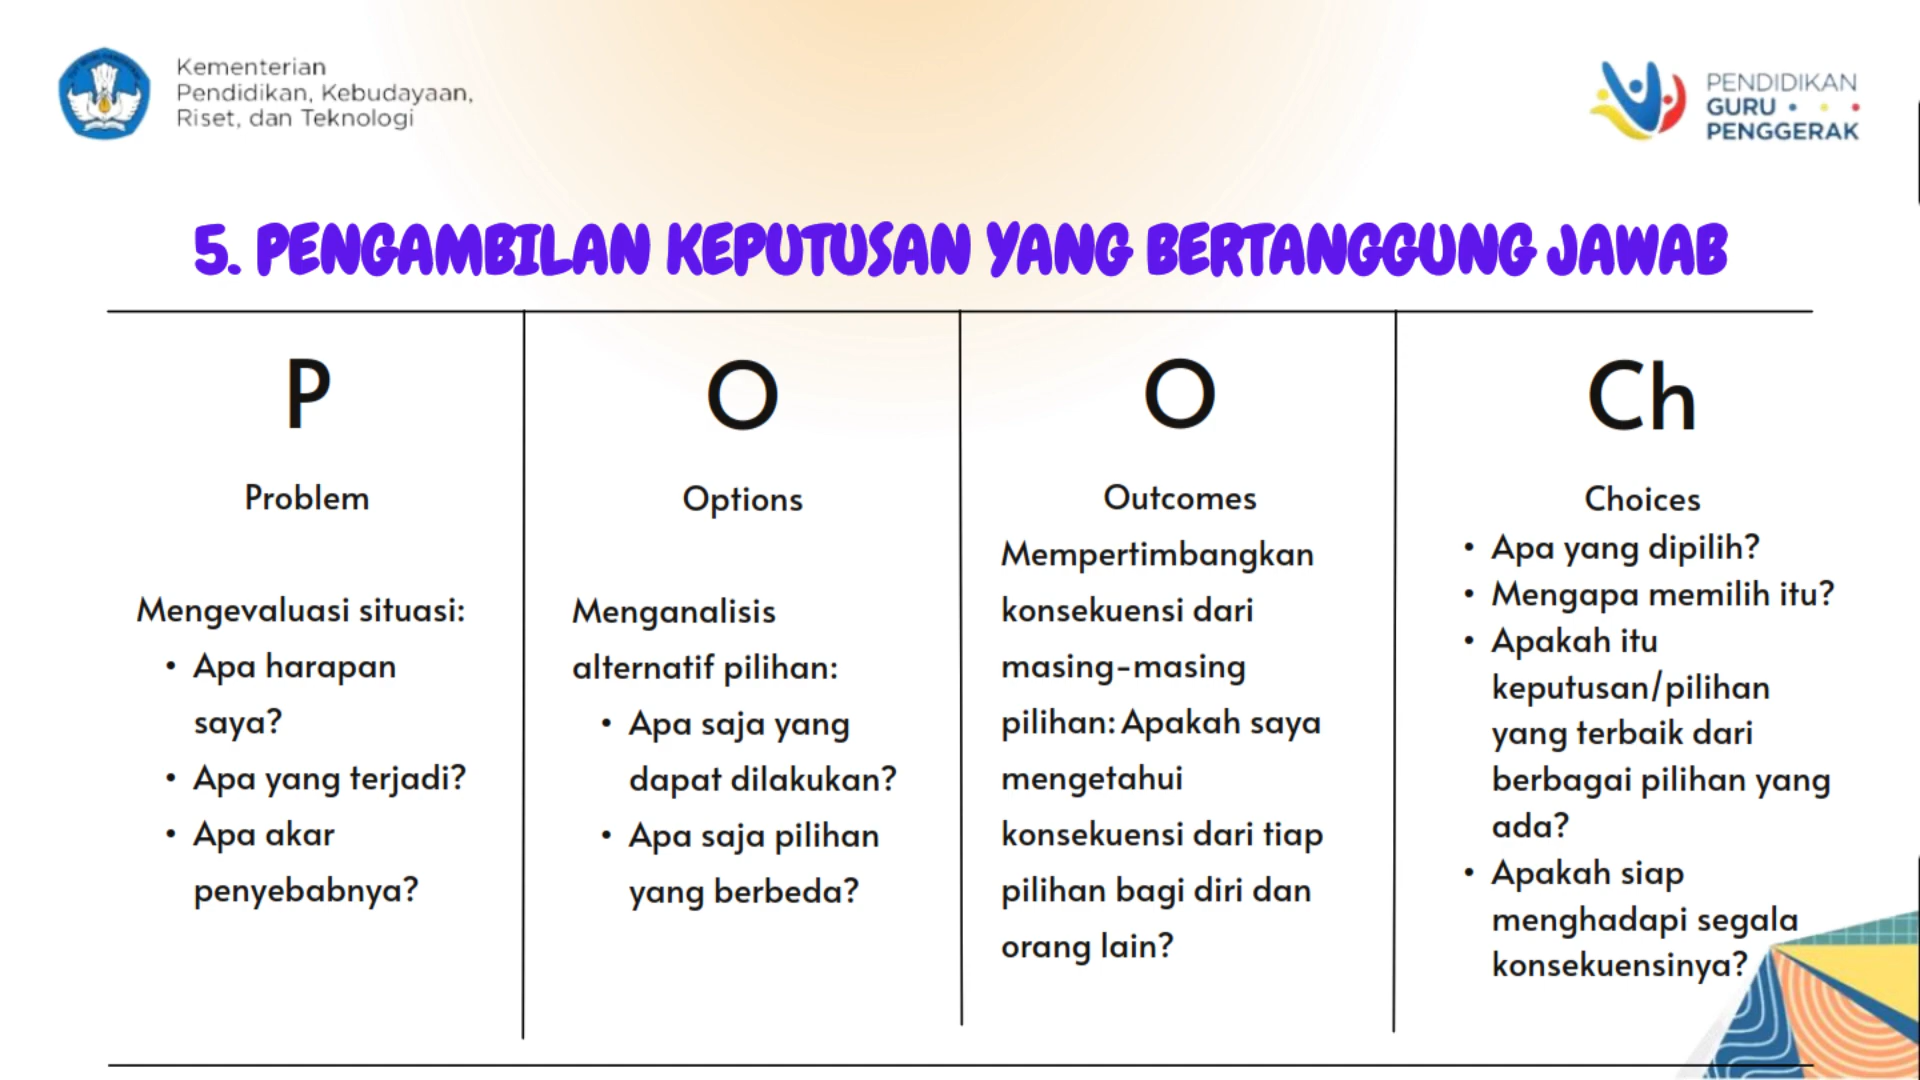 Kementerian
Pendidikan, Kebudayaan,
Riset, dan Teknologi
PENDIDIKAN
GURU
PENGGERAK
5. PENGAMBILAN KEPUTUSAN YANG BERTANGGUNG JAWAB
P
Problem
Mengevaluasi situasi:
• Apa harapan
saya?
• Apa yang terjadi?
• Apa akar
penyebabnya?
O
Options
Menganalisis
alternatif pilihan:
• Apa saja yang
dapat dilakukan?
• Apa saja pilihan
yang berbeda?
O
Outcomes
Mempertimbangkan
konsekuensi dari
masing-masing
pilihan: Apakah saya
mengetahui
konsekuensi dari tiap
pilihan bagi diri dan
orang lain?
Ch
Choices
• Apa yang dipilih?
• Mengapa memilih itu?
• Apakah itu
keputusan/pilihan
yang terbaik dari
berbagai pilihan yang
ada?
• Apakah siap
menghadapi segala
konsekuensinya?